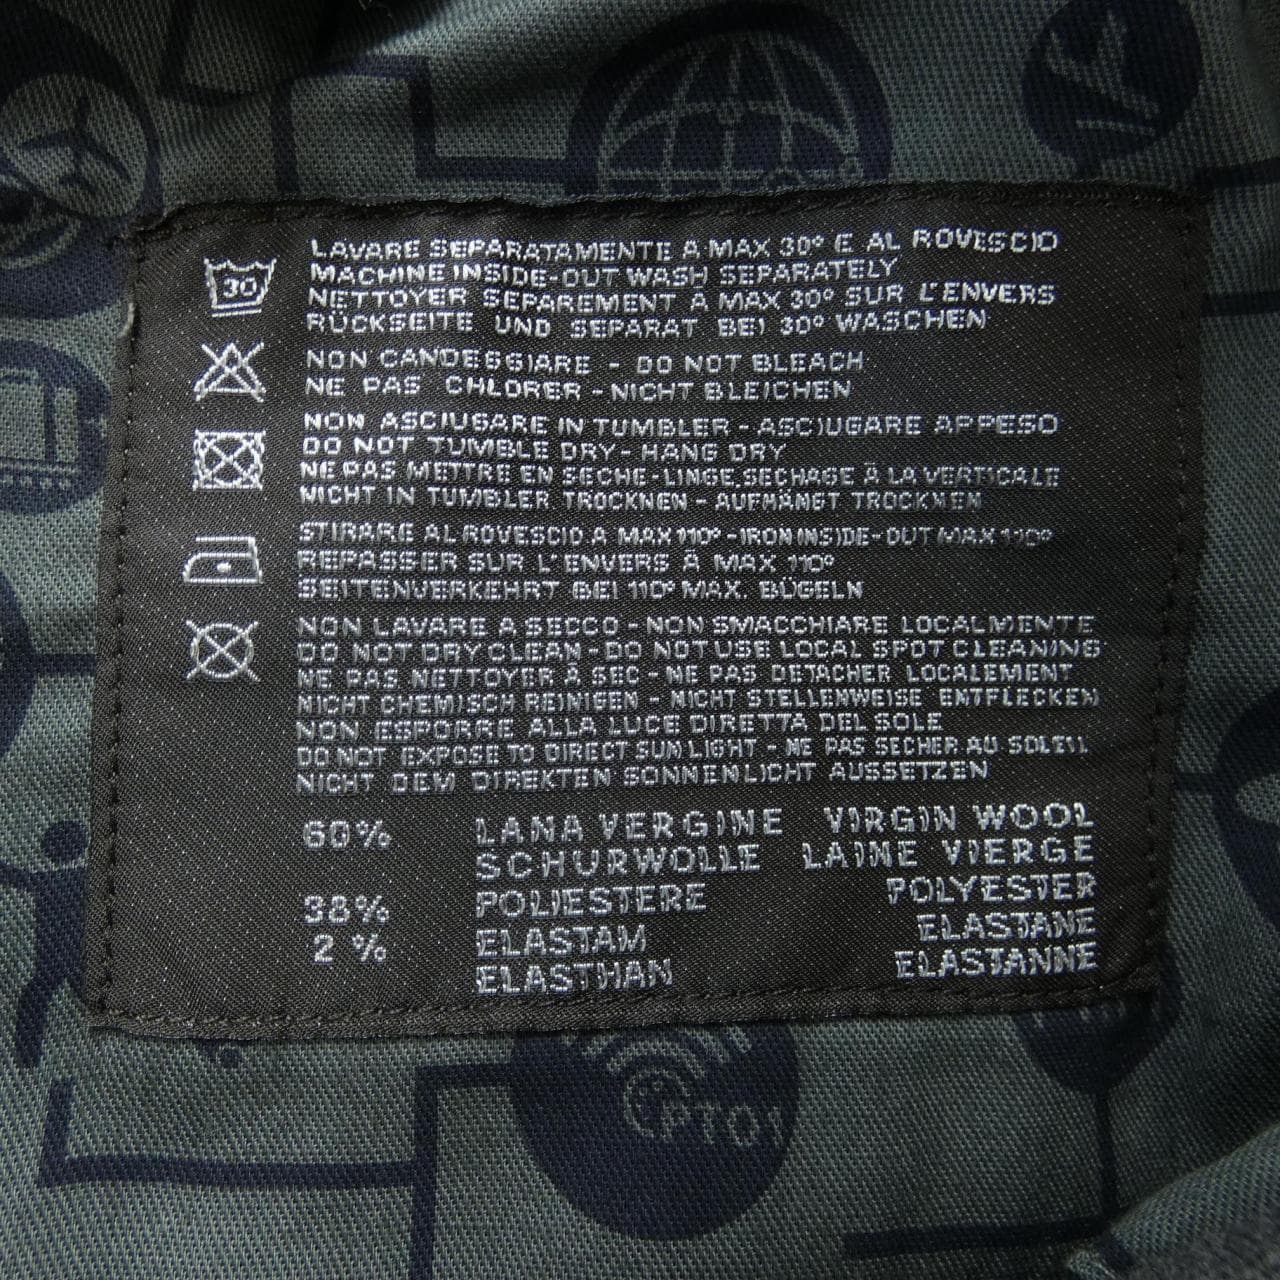 30
LAVARE SEPARATAMENTE A MAX 30° E AL ROVESCIO
MACHINE INSIDE-OUT WASH SEPARATELY
NETTOYER SEPAREMENT A MAX 30° SUR L'ENVERS
RÜCKSEITE UND SEPARAT BEI 30° WASCHEN
NON CANDEGGIARE - DO NOT BLEACH
NE PAS CHLORER - NICHT BLEICHEN
NON ASCIUGARE IN TUMBLER - ASCIUGARE APPESO
DO NOT TUMBLE DRY - HANG DRY
NE PAS METTRE EN SECHE-LINGE, SECHAGE À LA VERTICALE
NICHT IN TUMBLER TROCKNEN - AUFHÄNGT TROCKNEN
STIRARE AL ROVESCIO A MAX 110° - IRON INSIDE-OUT MAX 110°
REPASSER SUR L'ENVERS À MAX 110°
SEITENVERKEHRT BEI 110° MAX. BÜGELN
NON LAVARE A SECCO - NON SMACCHIARE LOCALMENTE
DO NOT DRY CLEAN - DO NOT USE LOCAL SPOT CLEANING
NE PAS NETTOYER À SEC - NE PAS DETACHER LOCALEMENT
NICHT CHEMISCH REINIGEN - NICHT STELLENWEISE ENTFLECKEN
NON ESPORRE ALLA LUCE DIRETTA DEL SOLE
DO NOT EXPOSE TO DIRECT SUN LIGHT - NE PAS SECHER AU SOLEIL
NICHT DEM DIREKTEN SONNENLICHT AUSSETZEN
60% LANA VERGINE VIRGIN WOOL
SCHURWOLLE LAINE VIERGE
38% POLIESTERE POLYESTER
2 % ELASTAM ELASTANE
ELASTHAN ELASTANNE
PT01